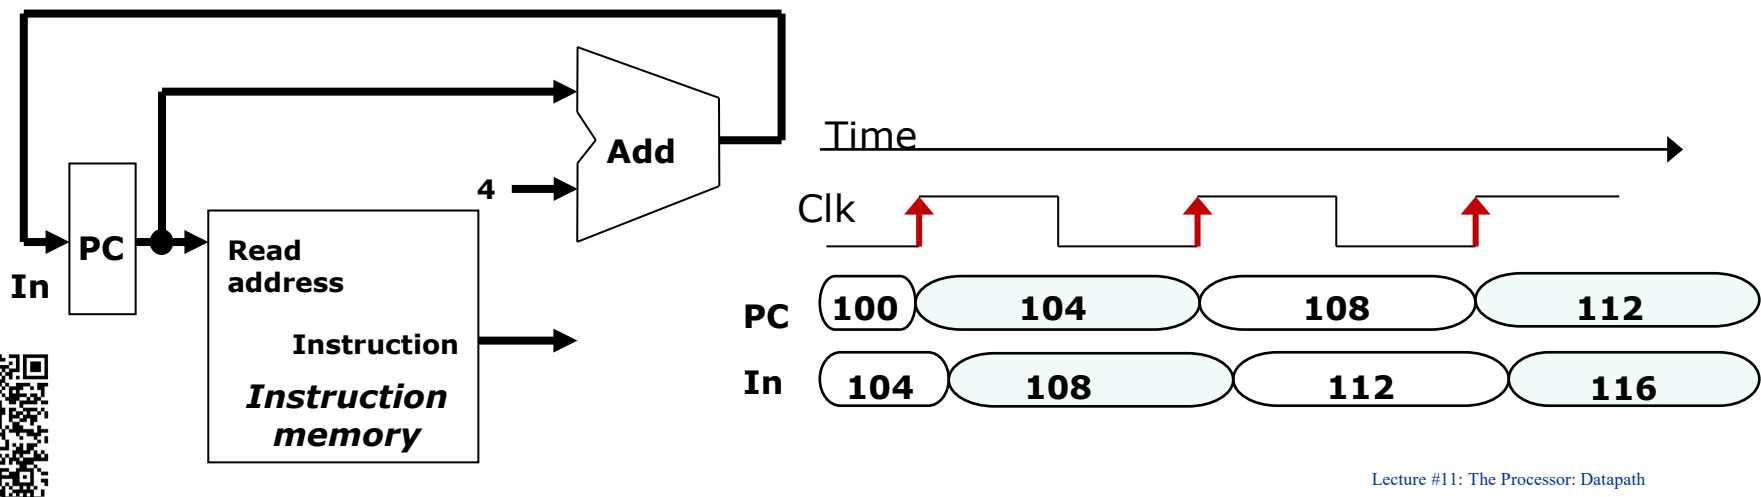 Add
4
PC
In
Read
address
Instruction
Instruction
memory
Time
Clk
PC 100 104 108 112
In 104 108 112 116
Lecture #11: The Processor: Datapath